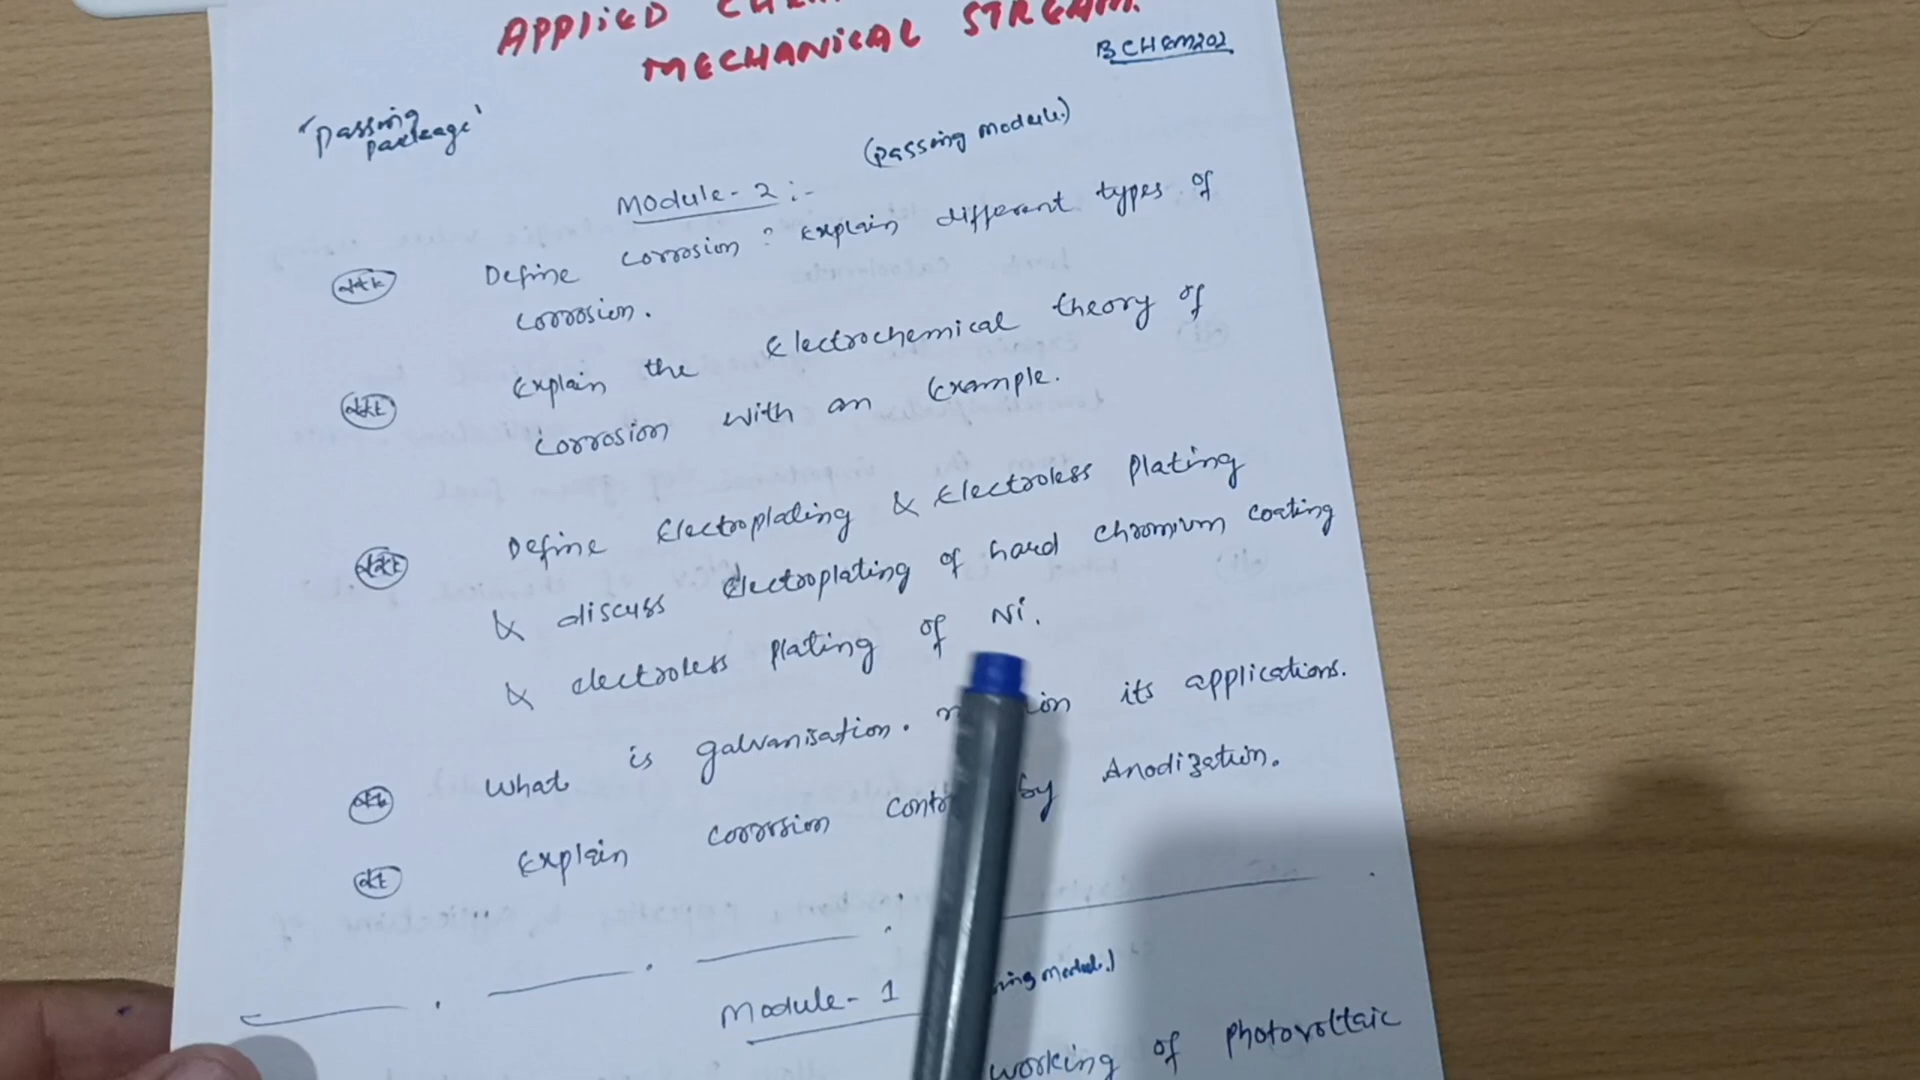 APPLIED
MECHANICAL STREAM.
BCHEM202
'passing package'
(passing module.)
Module-2:-
Define corrosion? Explain different types of
corrosion.
Explain the Electrochemical theory of
corrosion with an Example.
Define Electroplating & Electroless Plating
& discuss electroplating of hard chromium coating
& electroless plating of Ni.
What is galvanisation. its applications.
Explain corrosion by Anodization.
Module-1
working of photovoltaic